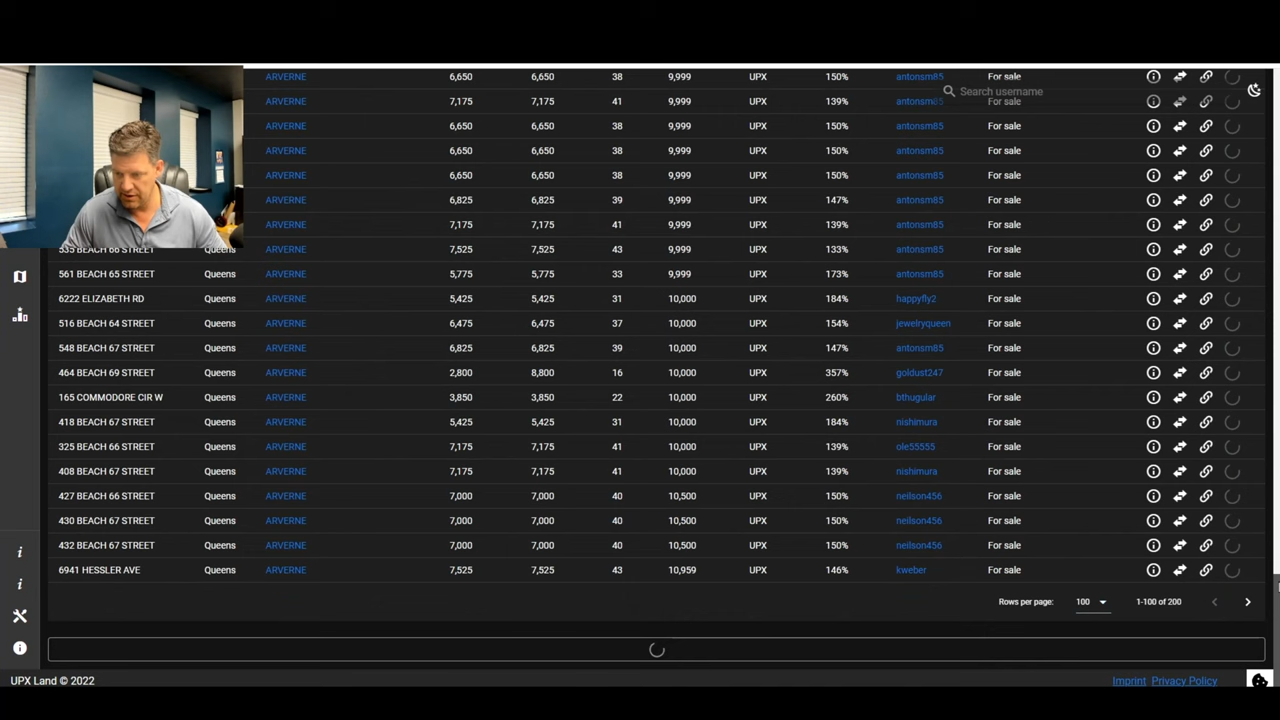 ARVERNE 6,650 6,650 38 9,999 UPX 150% antonsm85 For sale
Search username
ARVERNE 7,175 7,175 41 9,999 UPX 139% antonsm85 For sale
ARVERNE 6,650 6,650 38 9,999 UPX 150% antonsm85 For sale
ARVERNE 6,650 6,650 38 9,999 UPX 150% antonsm85 For sale
ARVERNE 6,650 6,650 38 9,999 UPX 150% antonsm85 For sale
ARVERNE 6,825 6,825 39 9,999 UPX 147% antonsm85 For sale
ARVERNE 7,175 7,175 41 9,999 UPX 139% antonsm85 For sale
535 BEACH 66 STREET Queens ARVERNE 7,525 7,525 43 9,999 UPX 133% antonsm85 For sale
561 BEACH 65 STREET Queens ARVERNE 5,775 5,775 33 9,999 UPX 173% antonsm85 For sale
6222 ELIZABETH RD Queens ARVERNE 5,425 5,425 31 10,000 UPX 184% happyfly2 For sale
516 BEACH 64 STREET Queens ARVERNE 6,475 6,475 37 10,000 UPX 154% jewelryqueen For sale
548 BEACH 67 STREET Queens ARVERNE 6,825 6,825 39 10,000 UPX 147% antonsm85 For sale
464 BEACH 69 STREET Queens ARVERNE 2,800 8,800 16 10,000 UPX 357% goldust247 For sale
165 COMMODORE CIR W Queens ARVERNE 3,850 3,850 22 10,000 UPX 260% bthugular For sale
418 BEACH 67 STREET Queens ARVERNE 5,425 5,425 31 10,000 UPX 184% nishimura For sale
325 BEACH 66 STREET Queens ARVERNE 7,175 7,175 41 10,000 UPX 139% ole55555 For sale
408 BEACH 67 STREET Queens ARVERNE 7,175 7,175 41 10,000 UPX 139% nishimura For sale
427 BEACH 66 STREET Queens ARVERNE 7,000 7,000 40 10,500 UPX 150% neilson456 For sale
430 BEACH 67 STREET Queens ARVERNE 7,000 7,000 40 10,500 UPX 150% neilson456 For sale
432 BEACH 67 STREET Queens ARVERNE 7,000 7,000 40 10,500 UPX 150% neilson456 For sale
6941 HESSLER AVE Queens ARVERNE 7,525 7,525 43 10,959 UPX 146% kweber For sale
Rows per page: 100 1-100 of 200
UPX Land © 2022 Imprint Privacy Policy